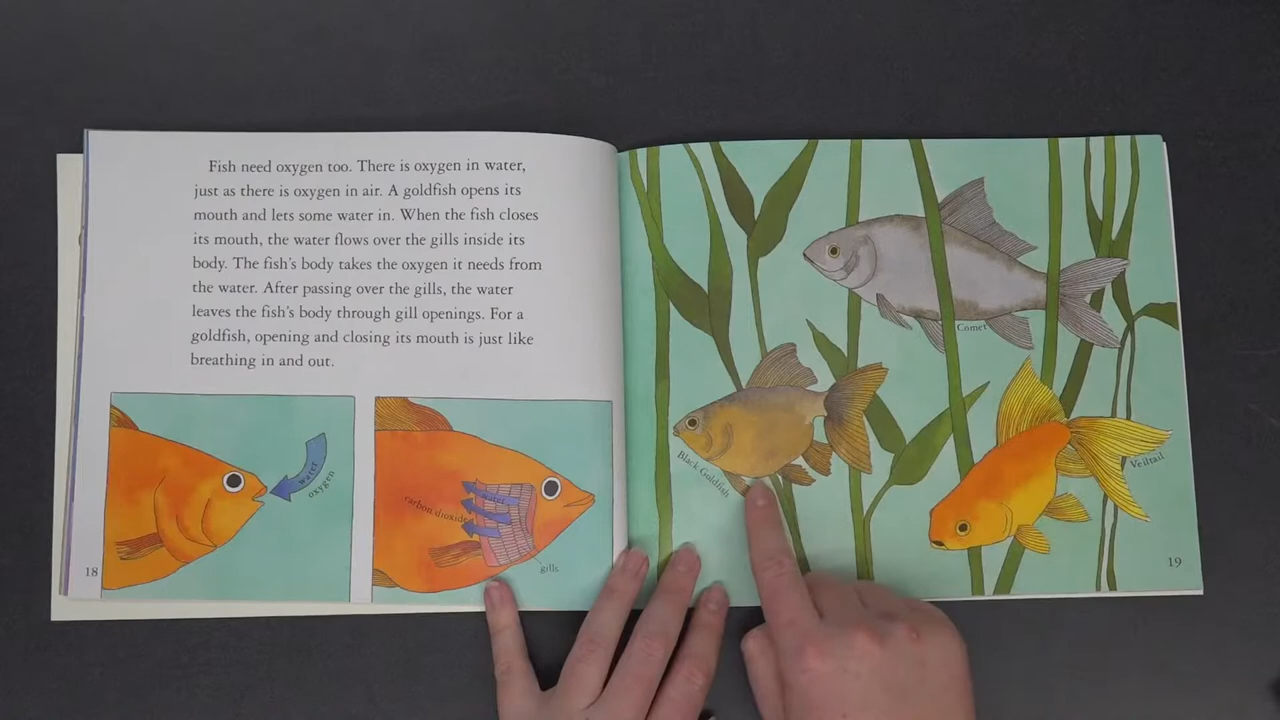 Fish need oxygen too. There is oxygen in water,
just as there is oxygen in air. A goldfish opens its
mouth and lets some water in. When the fish closes
its mouth, the water flows over the gills inside its
body. The fish's body takes the oxygen it needs from
the water. After passing over the gills, the water
leaves the fish's body through gill openings. For a
goldfish, opening and closing its mouth is just like
breathing in and out.
water
oxygen
water
carbon dioxide
gills
18
Comet
Black Goldfish
Veiltail
19